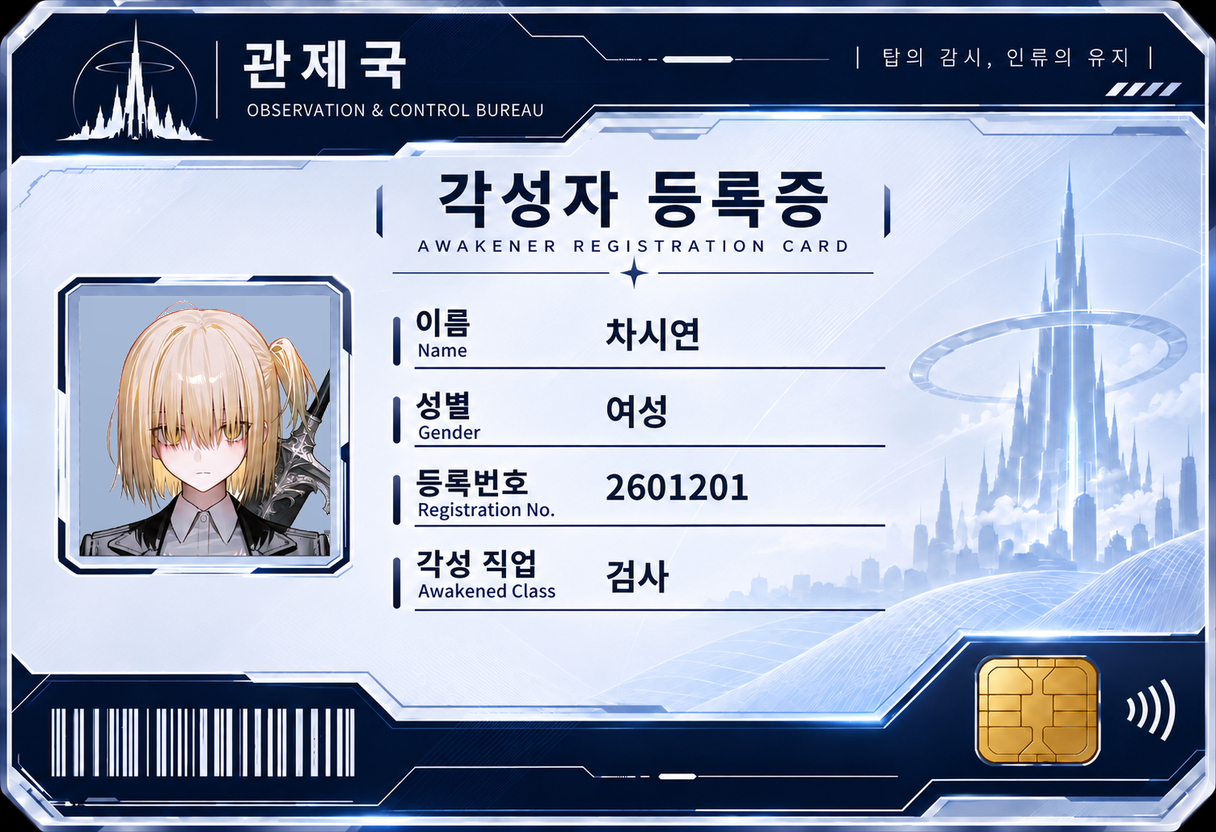 관제국
OBSERVATION & CONTROL BUREAU
| 탑의 감시, 인류의 유지 |
각성자 등록증
AWAKENER REGISTRATION CARD
이름
Name
차시연
성별
Gender
여성
등록번호
Registration No.
2601201
각성 직업
Awakened Class
검사